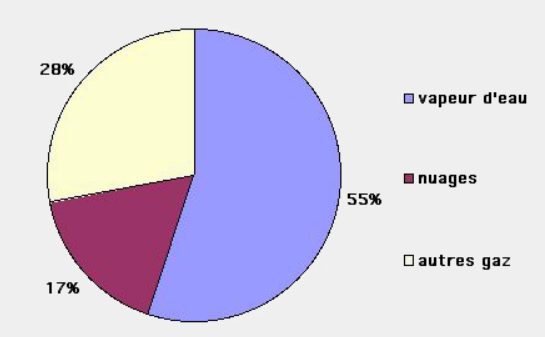 28%
vapeur d'eau
nuages
55%
autres gaz
17%